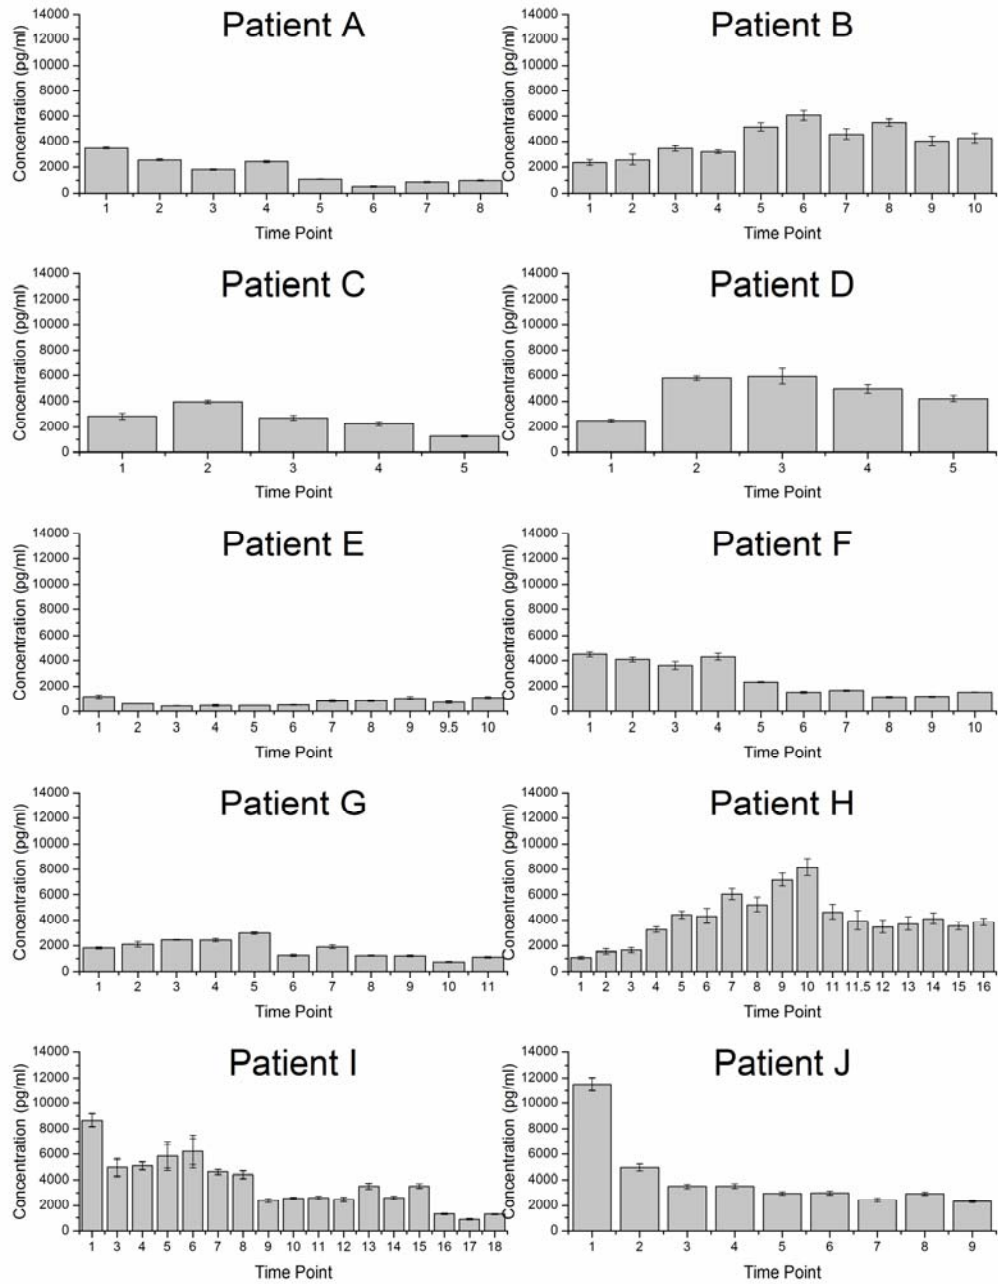 Patient A
Concentration (pg/ml)
14000
12000
10000
8000
6000
4000
2000
0
1 2 3 4 5 6 7 8
Time Point
Patient B
Concentration (pg/ml)
14000
12000
10000
8000
6000
4000
2000
0
1 2 3 4 5 6 7 8 9 10
Time Point
Patient C
Concentration (pg/ml)
14000
12000
10000
8000
6000
4000
2000
0
1 2 3 4 5
Time Point
Patient D
Concentration (pg/ml)
14000
12000
10000
8000
6000
4000
2000
0
1 2 3 4 5
Time Point
Patient E
Concentration (pg/ml)
14000
12000
10000
8000
6000
4000
2000
0
1 2 3 4 5 6 7 8 9 9.5 10
Time Point
Patient F
Concentration (pg/ml)
14000
12000
10000
8000
6000
4000
2000
0
1 2 3 4 5 6 7 8 9 10
Time Point
Patient G
Concentration (pg/ml)
14000
12000
10000
8000
6000
4000
2000
0
1 2 3 4 5 6 7 8 9 10 11
Time Point
Patient H
Concentration (pg/ml)
14000
12000
10000
8000
6000
4000
2000
0
1 2 3 4 5 6 7 8 9 10 11 11.5 12 13 14 15 16
Time Point
Patient I
Concentration (pg/ml)
14000
12000
10000
8000
6000
4000
2000
0
1 3 4 5 6 7 8 9 10 11 12 13 14 15 16 17 18
Time Point
Patient J
Concentration (pg/ml)
14000
12000
10000
8000
6000
4000
2000
0
1 2 3 4 5 6 7 8 9
Time Point